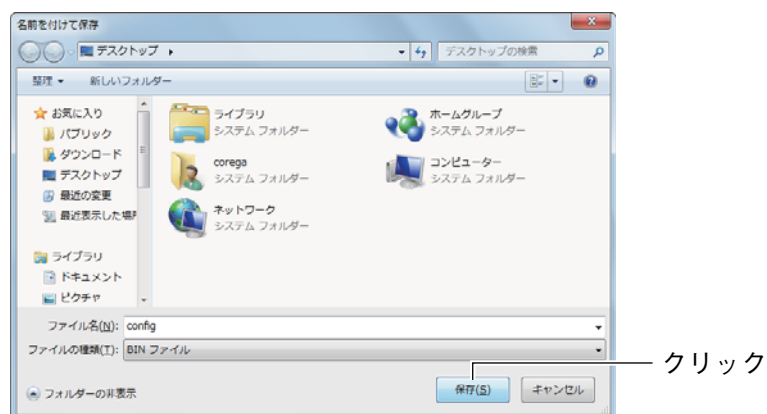 名前を付けて保存
デスクトップ
デスクトップの検索
整理
新しいフォルダー
お気に入り
パブリック
ダウンロード
デスクトップ
最近の変更
最近表示した場所
ライブラリ
ドキュメント
ピクチャ
ライブラリ
システム フォルダー
ホームグループ
システム フォルダー
corega
システム フォルダー
コンピューター
システム フォルダー
ネットワーク
システム フォルダー
ファイル名(N): config
ファイルの種類(T): BIN ファイル
フォルダーの非表示
保存(S)
キャンセル
クリック